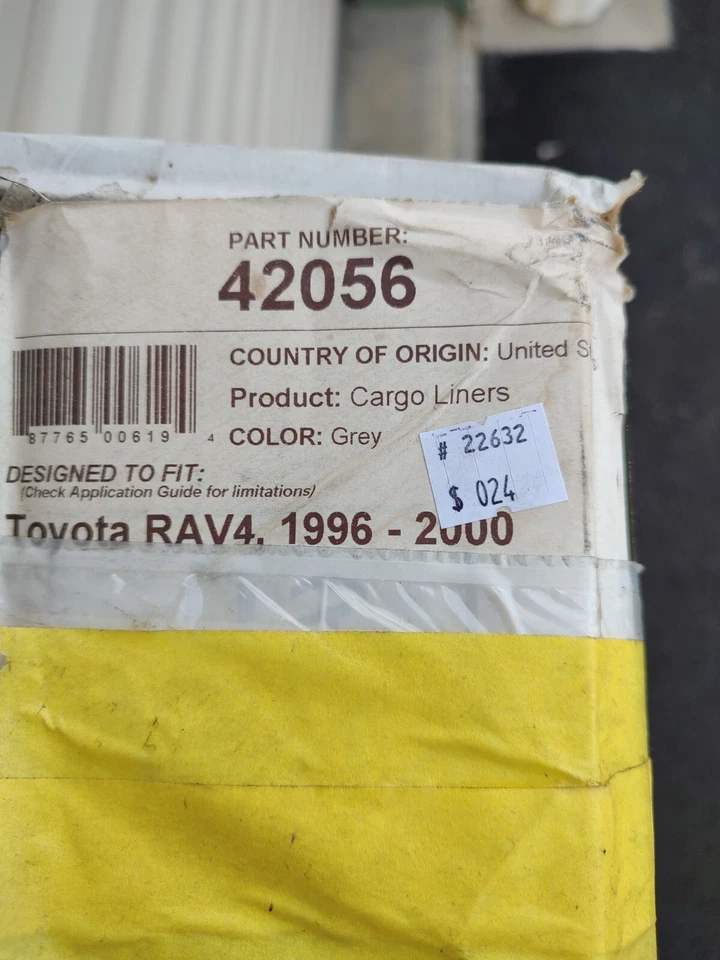 PART NUMBER:
42056
COUNTRY OF ORIGIN: United S
Product: Cargo Liners
87765 00619 4
COLOR: Grey
# 22632
$ 024
DESIGNED TO FIT:
(Check Application Guide for limitations)
Toyota RAV4, 1996 - 2000